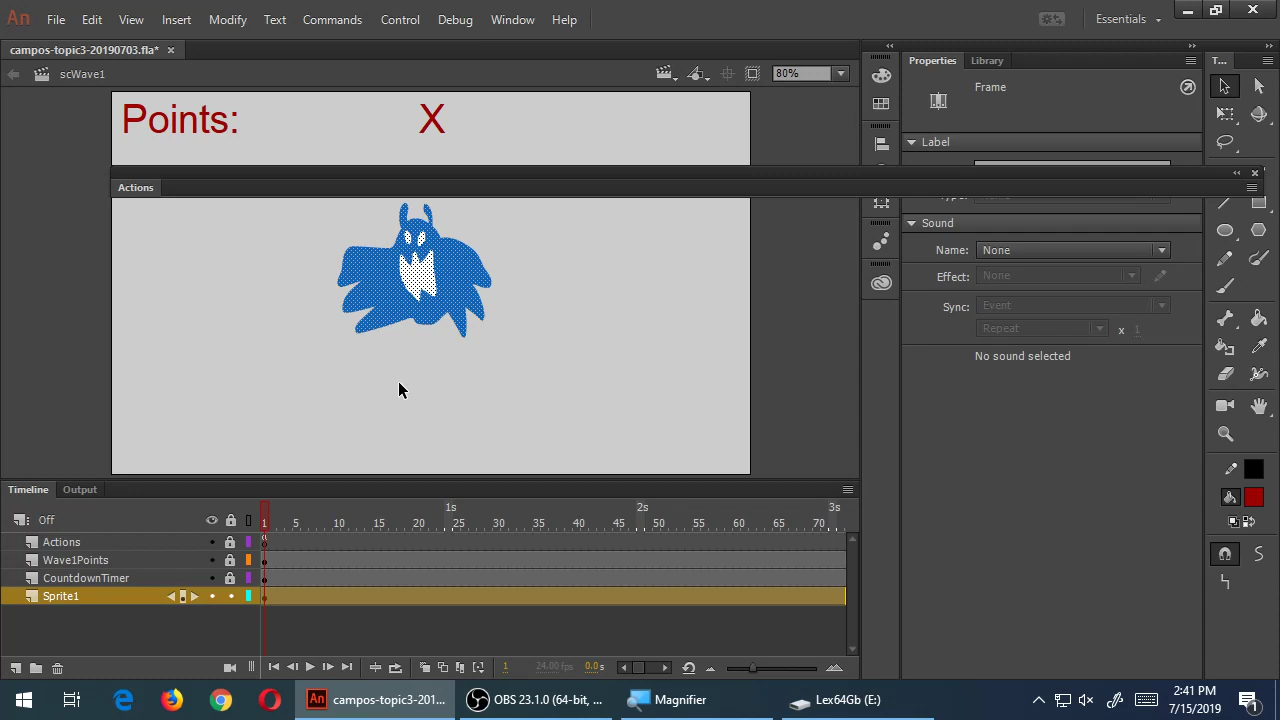 An File Edit View Insert Modify Text Commands Control Debug Window Help Essentials
campos-topic3-20190703.fla*
scWave1 80%
Points: X
Actions
Properties Library T...
Frame
Label
Sound
Name: None
Effect: None
Sync: Event
Repeat x 1
No sound selected
Timeline Output
Off 1s 2s 3s
1 5 10 15 20 25 30 35 40 45 50 55 60 65 70
Actions
Wave1Points
CountdownTimer
Sprite1
1 24.00 fps 0.0 s
An campos-topic3-201... OBS 23.1.0 (64-bit, ... Magnifier Lex64Gb (E:)
2:41 PM
7/15/2019
1